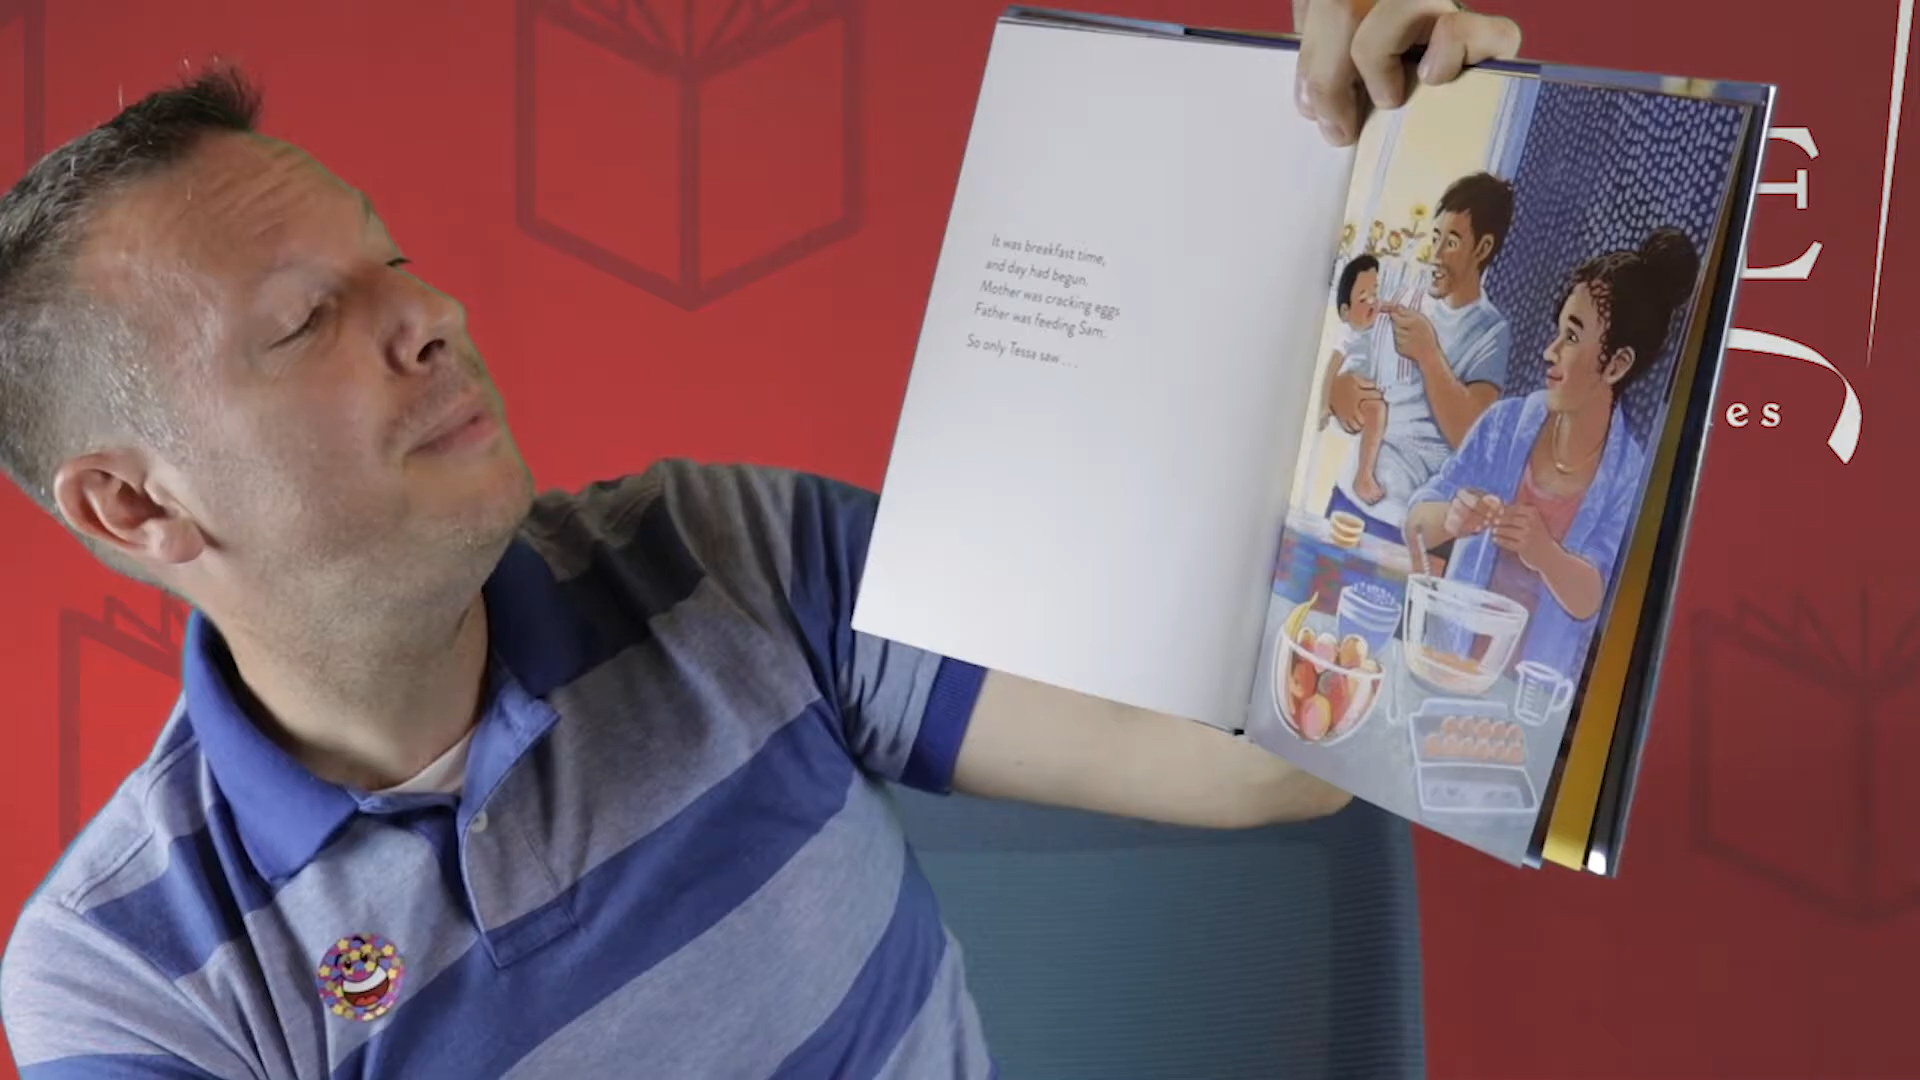 It was breakfast time,
and day had begun.
Mother was cracking eggs
Father was feeding Sam.
So only Tessa saw . . .
E
es